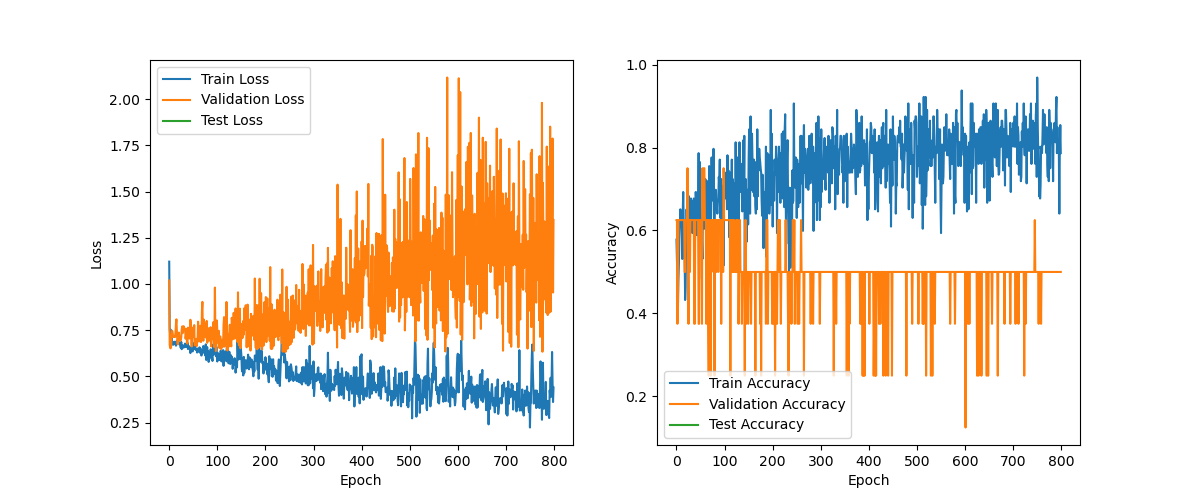 Train Loss
Validation Loss
Test Loss
2.00
1.75
1.50
1.25
1.00
0.75
0.50
0.25
Loss
0 100 200 300 400 500 600 700 800
Epoch
1.0
0.8
0.6
0.4
0.2
Accuracy
Train Accuracy
Validation Accuracy
Test Accuracy
0 100 200 300 400 500 600 700 800
Epoch